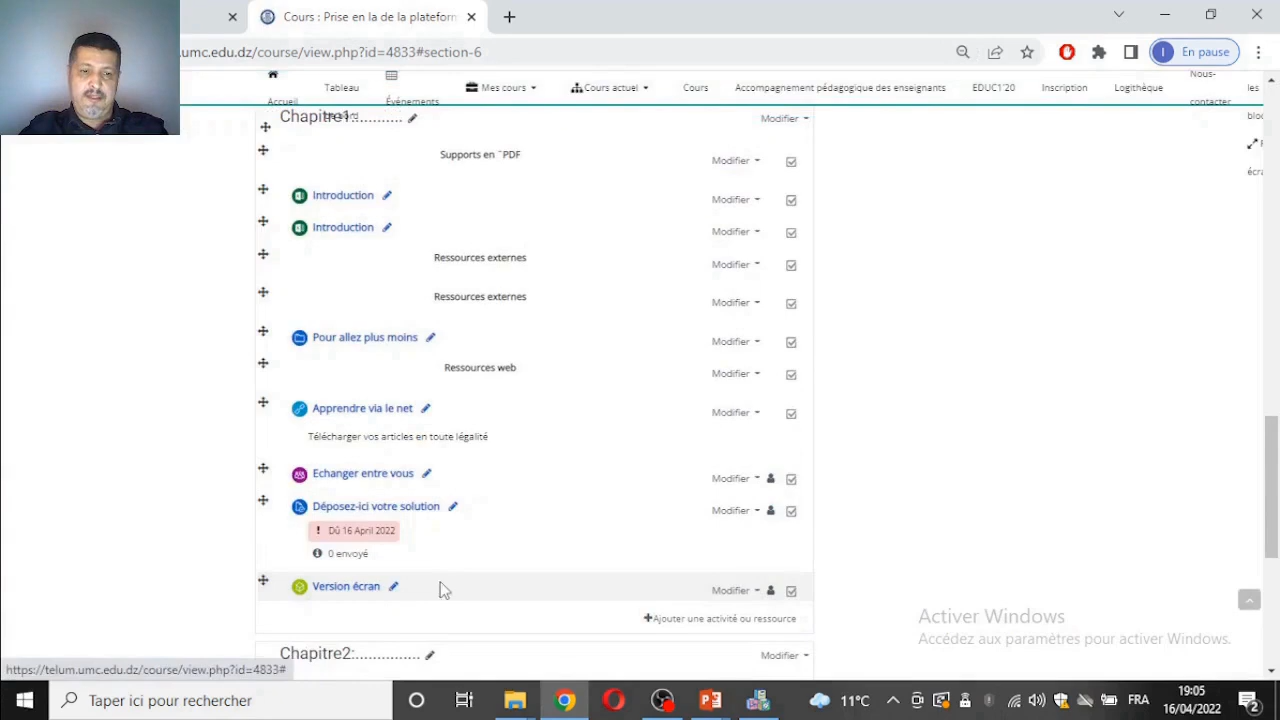 Cours : Prise en la de la plateform
.umc.edu.dz/course/view.php?id=4833#section-6
I En pause
Accueil
Tableau
Événements
Mes cours
Cours actuel
Cours
Accompagnement pédagogique des enseignants
EDUC1'20
Inscription
Logithèque
Nous-
contacter
les
bloc
écra
Chapitre1:...........
Modifier
Supports en ¨PDF
Modifier
Introduction
Modifier
Introduction
Modifier
Ressources externes
Modifier
Ressources externes
Modifier
Pour allez plus moins
Modifier
Ressources web
Modifier
Apprendre via le net
Modifier
Télécharger vos articles en toute légalité
Echanger entre vous
Modifier
Déposez-ici votre solution
Modifier
! Dû 16 April 2022
0 envoyé
Version écran
Modifier
Ajouter une activité ou ressource
Chapitre2:...............
Modifier
Activer Windows
Accédez aux paramètres pour activer Windows.
https://telum.umc.edu.dz/course/view.php?id=4833#
Taper ici pour rechercher
11°C
FRA
19:05
16/04/2022
2